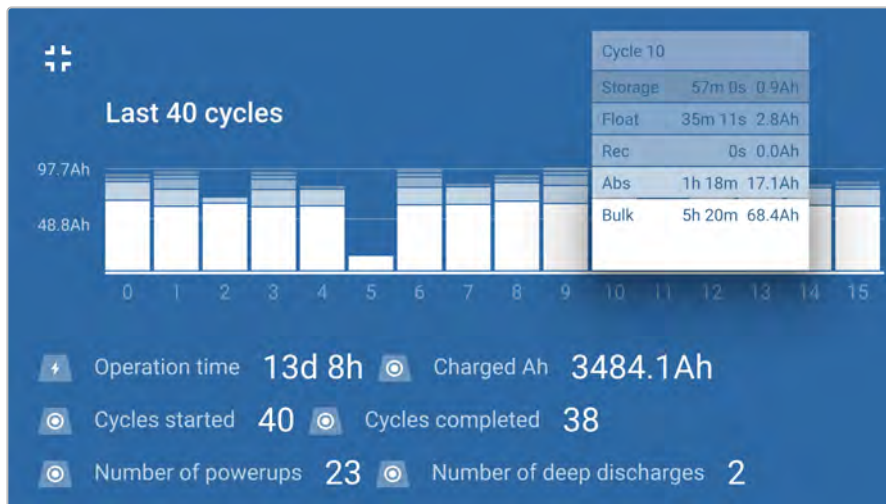 Cycle 10
Storage 57m 0s 0.9Ah
Last 40 cycles
Float 35m 11s 2.8Ah
Rec 0s 0.0Ah
97.7Ah
Abs 1h 18m 17.1Ah
Bulk 5h 20m 68.4Ah
48.8Ah
0 1 2 3 4 5 6 7 8 9 10 11 12 13 14 15
Operation time 13d 8h Charged Ah 3484.1Ah
Cycles started 40 Cycles completed 38
Number of powerups 23 Number of deep discharges 2